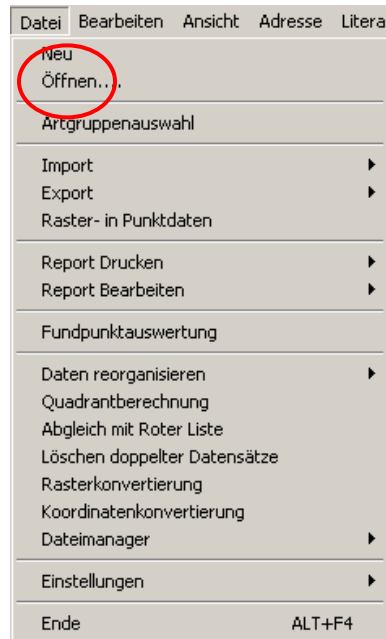 Datei Bearbeiten Ansicht Adresse Litera
Neu
Öffnen....
Artgruppenauswahl
Import
Export
Raster- in Punktdaten
Report Drucken
Report Bearbeiten
Fundpunktauswertung
Daten reorganisieren
Quadrantberechnung
Abgleich mit Roter Liste
Löschen doppelter Datensätze
Rasterkonvertierung
Koordinatenkonvertierung
Dateimanager
Einstellungen
Ende ALT+F4